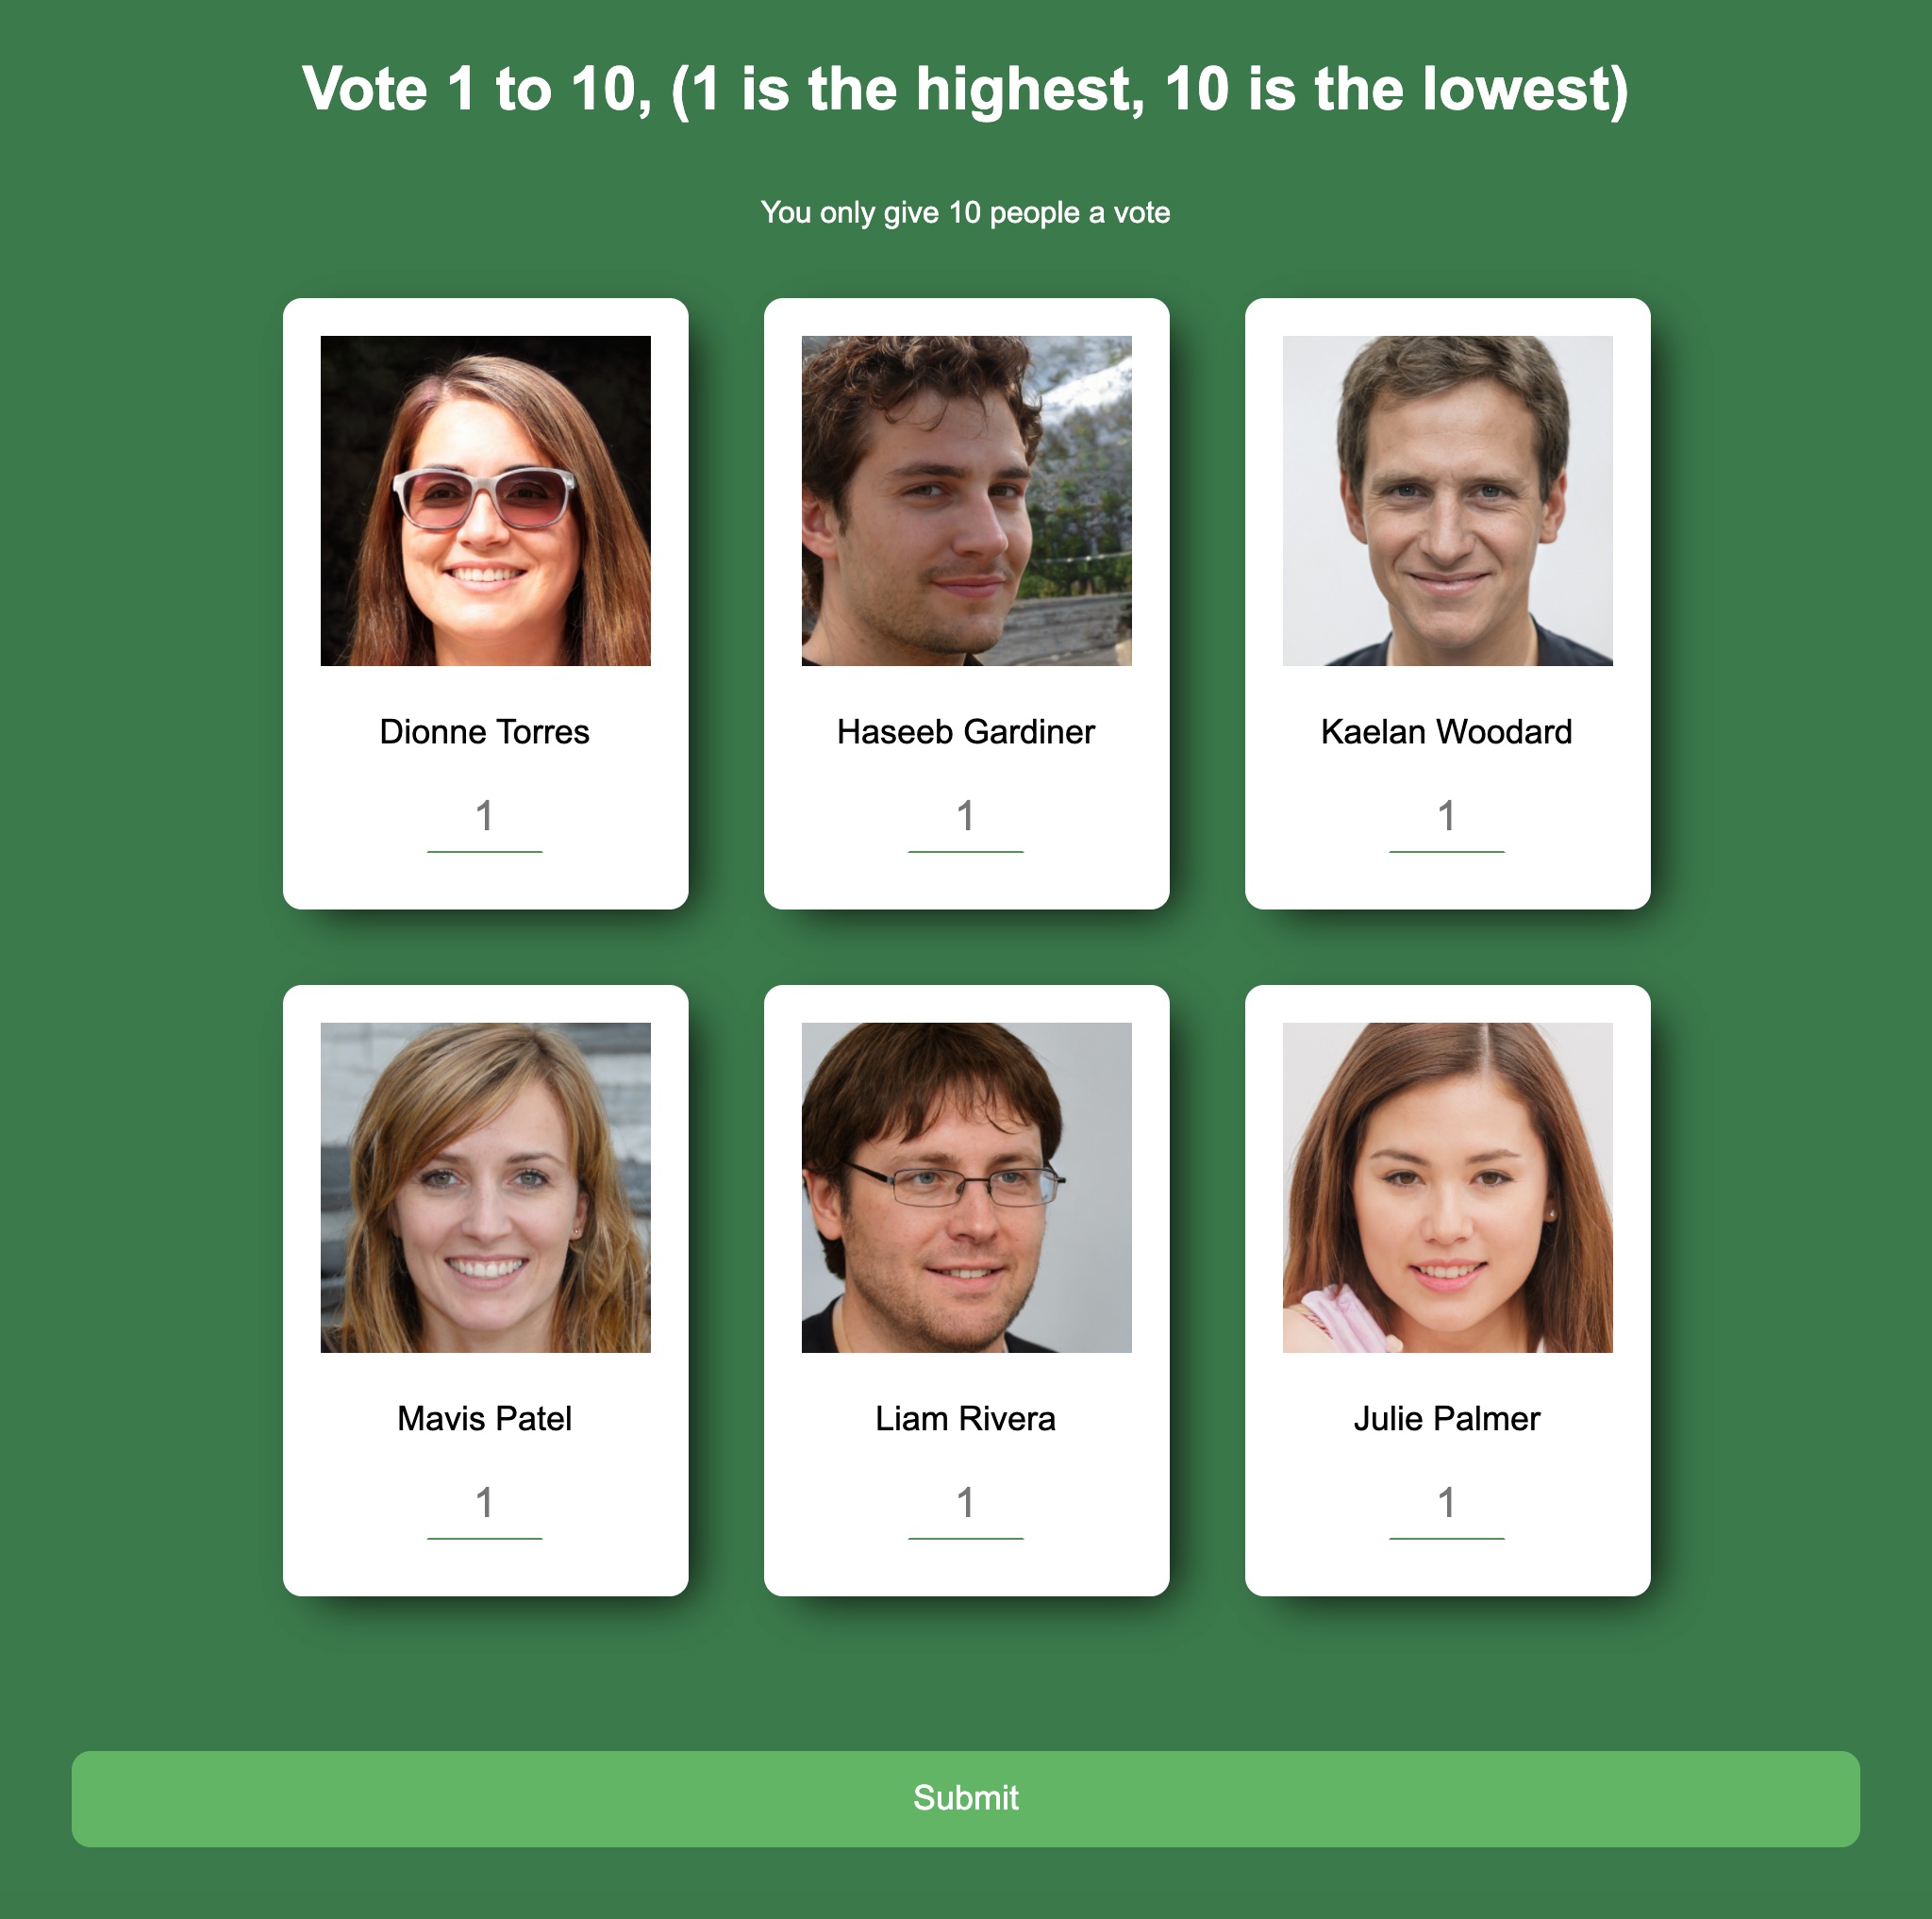 Vote 1 to 10, (1 is the highest, 10 is the lowest)
You only give 10 people a vote
Dionne Torres
Haseeb Gardiner
Kaelan Woodard
1
1
1
Mavis Patel
Liam Rivera
Julie Palmer
1
1
1
Submit